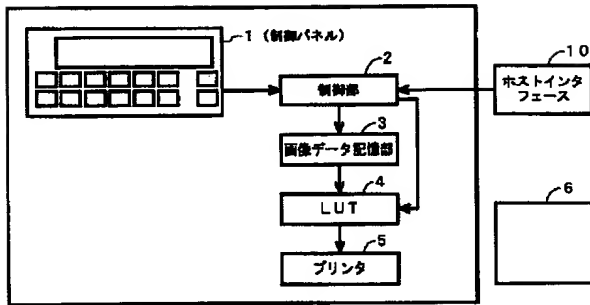 1 (制御パネル)
2
制御部
10
ホストインタ
フェース
3
画像データ記憶部
4
LUT
6
5
プリンタ